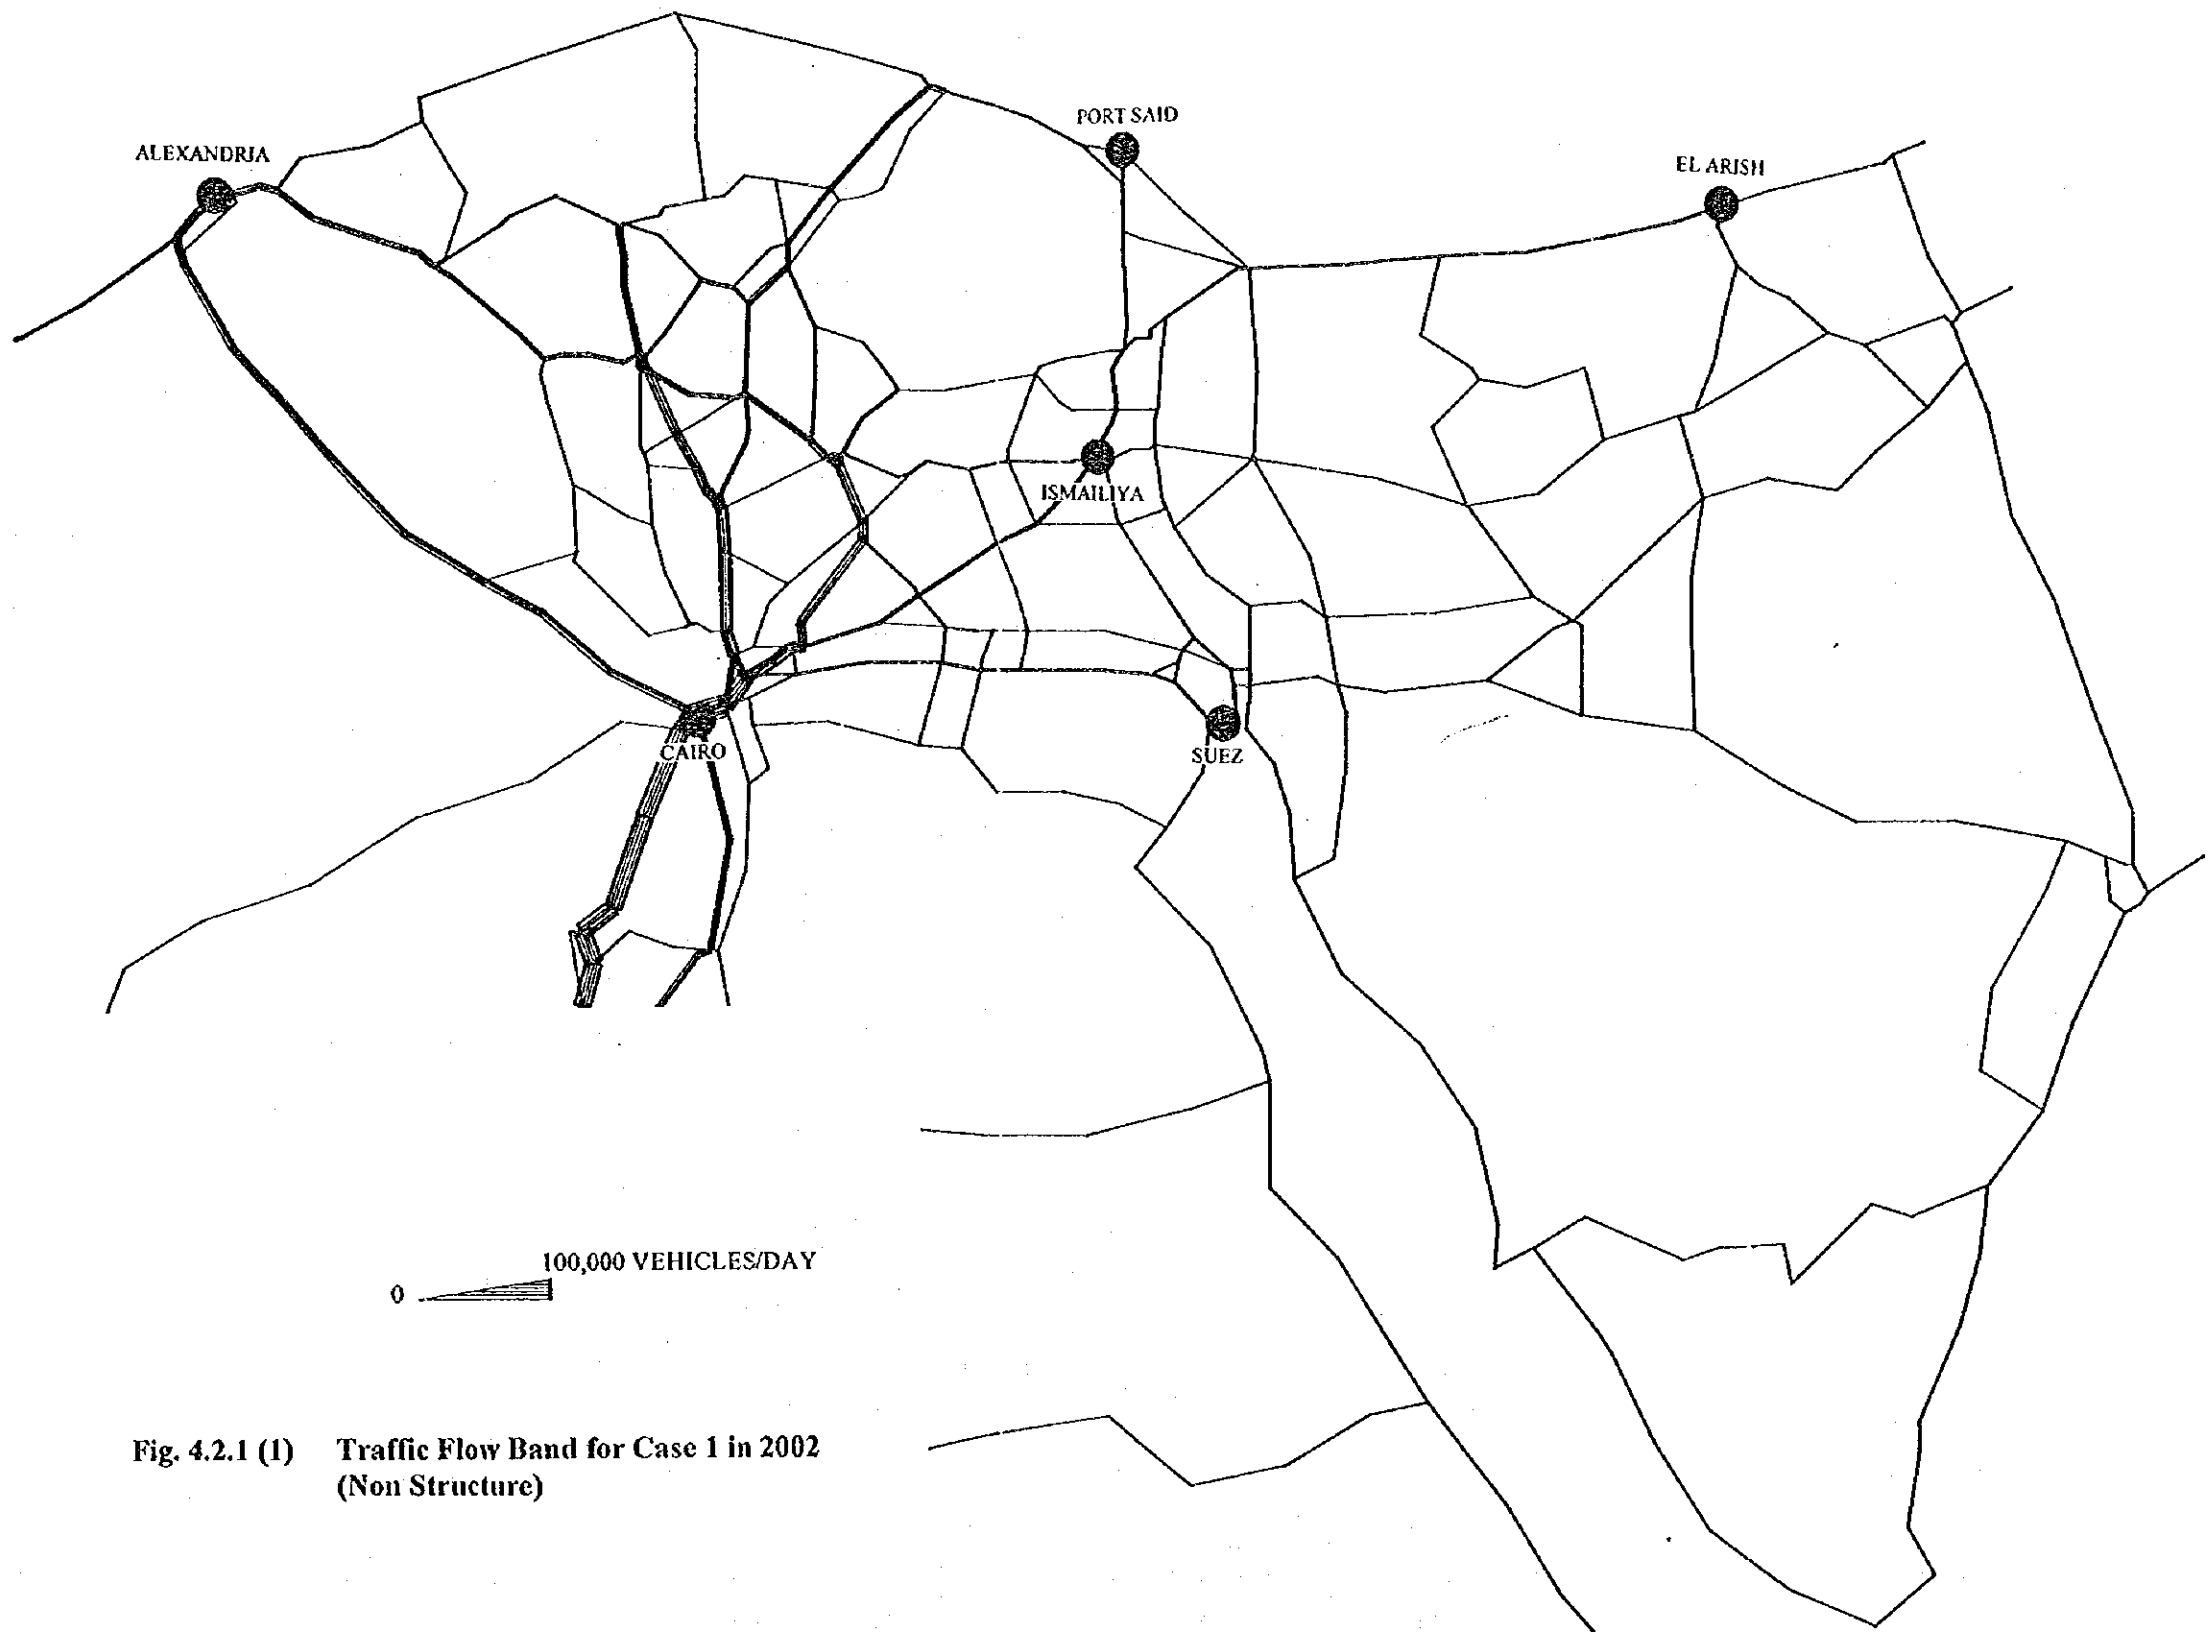 PORT SAID
ALEXANDRIA
EL ARISH
ISMAILIYA
CAIRO
SUEZ
100,000 VEHICLES/DAY
0
Fig. 4.2.1 (1) Traffic Flow Band for Case 1 in 2002
(Non Structure)